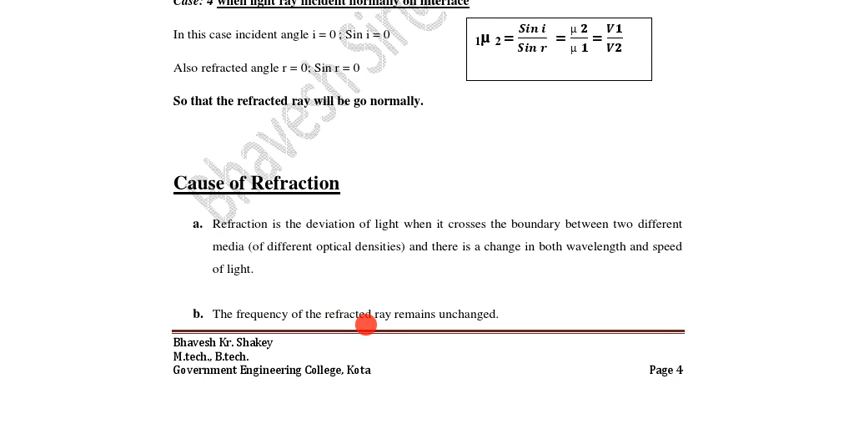 Case: 4 when light ray incident normally on interface
In this case incident angle i = 0 ; Sin i = 0
1μ 2 = Sin i / Sin r = μ 2 / μ 1 = V1 / V2
Also refracted angle r = 0; Sin r = 0
So that the refracted ray will be go normally.
Bhavesh Sin
Cause of Refraction
a. Refraction is the deviation of light when it crosses the boundary between two different
media (of different optical densities) and there is a change in both wavelength and speed
of light.
b. The frequency of the refracted ray remains unchanged.
Bhavesh Kr. Shakey
M.tech., B.tech.
Government Engineering College, Kota Page 4